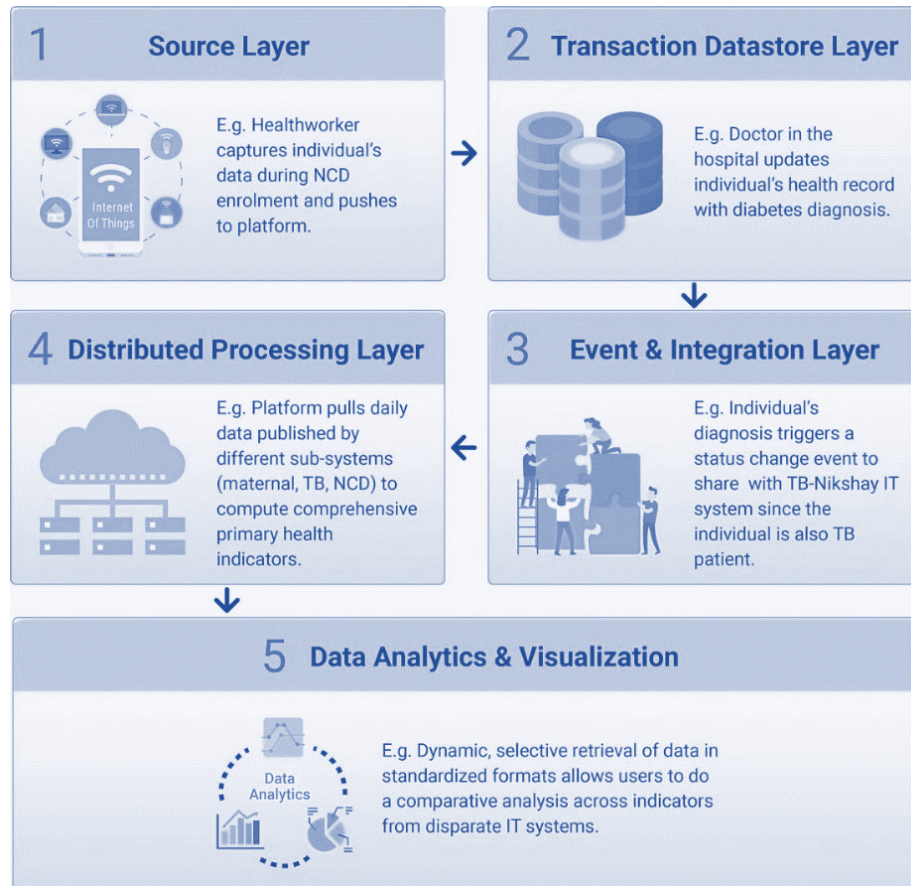 1 Source Layer
Internet
Of Things
E.g. Healthworker
captures individual's
data during NCD
enrolment and pushes
to platform.
2 Transaction Datastore Layer
E.g. Doctor in the
hospital updates
individual's health record
with diabetes diagnosis.
3 Event & Integration Layer
E.g. Individual's
diagnosis triggers a
status change event to
share with TB-Nikshay IT
system since the
individual is also TB
patient.
4 Distributed Processing Layer
E.g. Platform pulls daily
data published by
different sub-systems
(maternal, TB, NCD) to
compute comprehensive
primary health
indicators.
5 Data Analytics & Visualization
Data
Analytics
E.g. Dynamic, selective retrieval of data in
standardized formats allows users to do
a comparative analysis across indicators
from disparate IT systems.